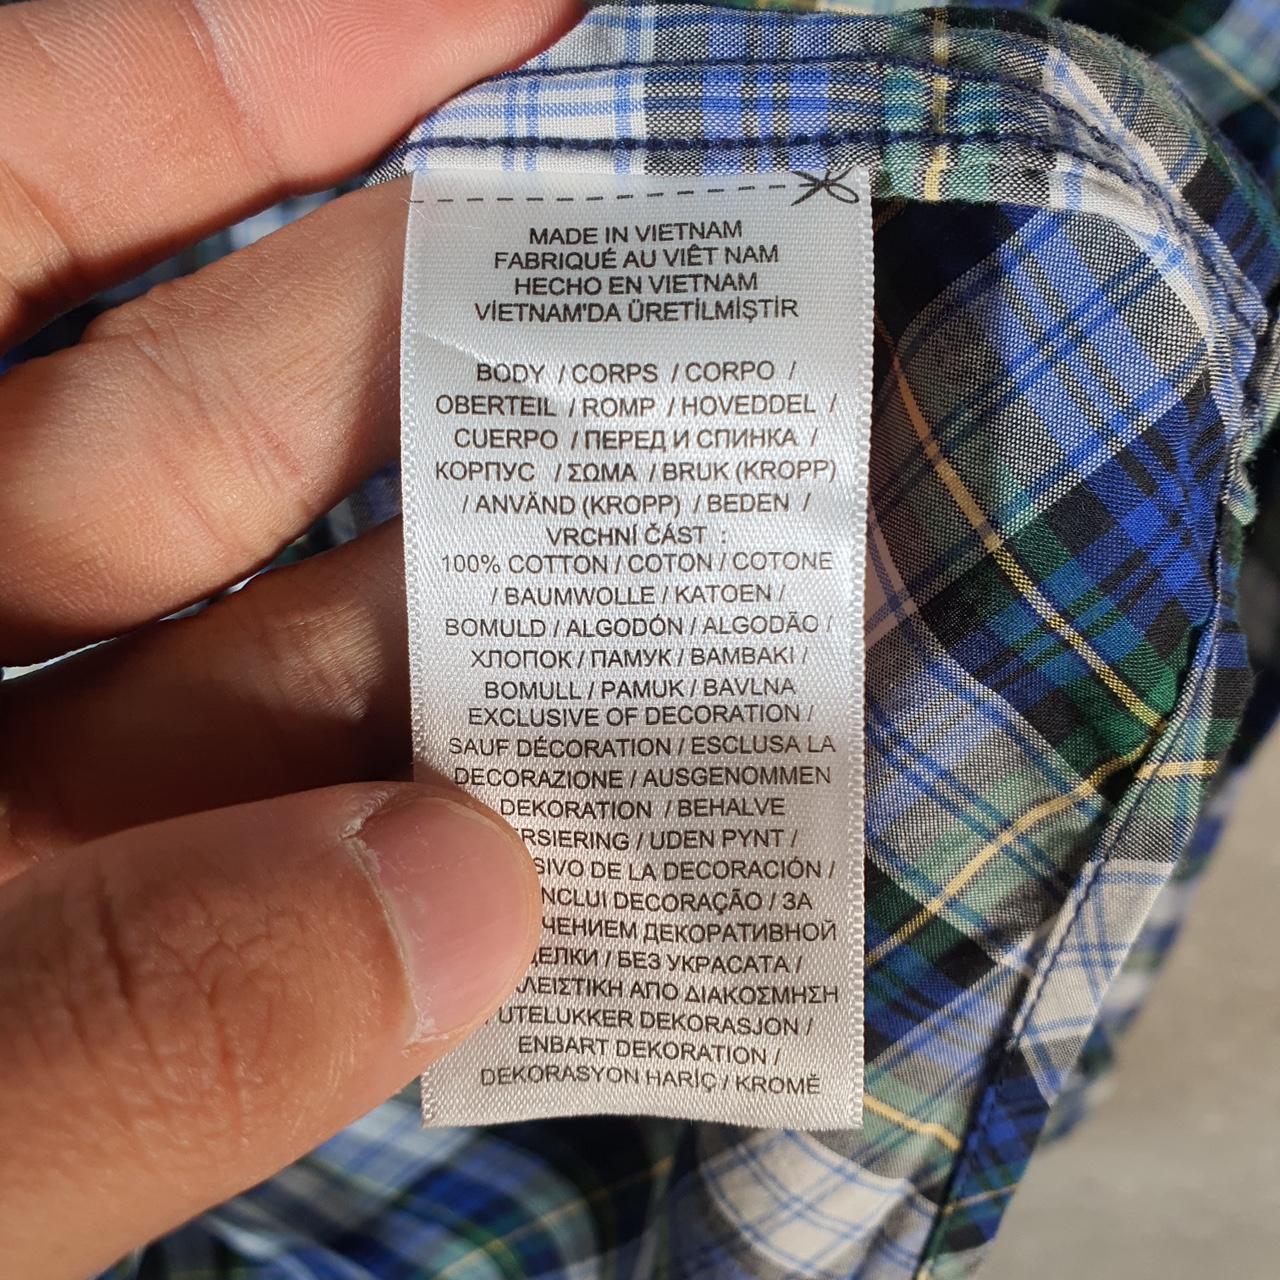 MADE IN VIETNAM
FABRIQUÉ AU VIÊT NAM
HECHO EN VIETNAM
VİETNAM'DA ÜRETİLMİŞTİR
BODY / CORPS / CORPO /
OBERTEIL / ROMP / HOVEDDEL /
CUERPO / ПЕРЕД И СПИНКА /
КОРПУС / ΣΩΜΑ / BRUK (KROPP)
/ ANVÄND (KROPP) / BEDEN /
VRCHNÍ ČÁST :
100% COTTON / COTON / COTONE
/ BAUMWOLLE / KATOEN /
BOMULD / ALGODÓN / ALGODÃO /
ХЛОПОК / ПАМУК / ΒΑΜΒΑΚΙ /
BOMULL / PAMUK / BAVLNA
EXCLUSIVE OF DECORATION /
SAUF DÉCORATION / ESCLUSA LA
DECORAZIONE / AUSGENOMMEN
DEKORATION / BEHALVE
RSIERING / UDEN PYNT /
SIVO DE LA DECORACIÓN /
NCLUI DECORAÇÃO / ЗА
ЧЕНИЕМ ДЕКОРАТИВНОЙ
ДЕЛКИ / БЕЗ УКРАСАТА /
ΛΕΙΣΤΙΚΗ ΑΠΟ ΔΙΑΚΟΣΜΗΣΗ
/ UTELUKKER DEKORASJON /
ENBART DEKORATION /
DEKORASYON HARİÇ / KROMĚ